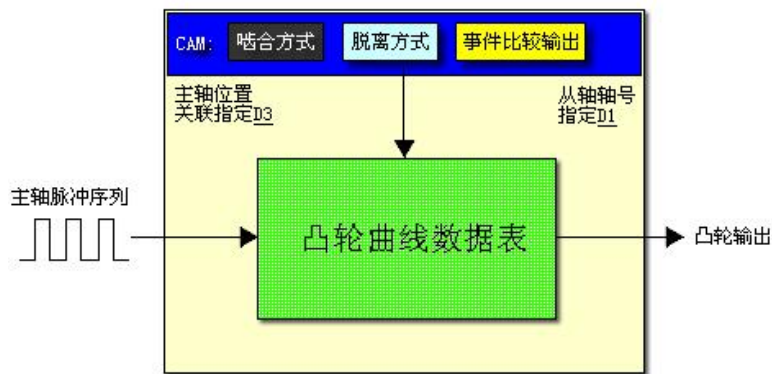 CAM: 啮合方式 脱离方式 事件比较输出
主轴位置
关联指定D3
从轴轴号
指定D1
主轴脉冲序列
凸轮曲线数据表
凸轮输出